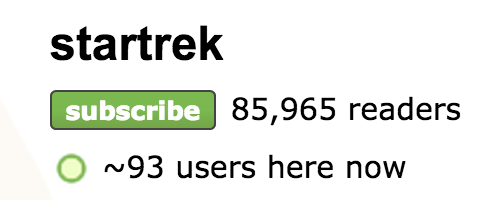 startrek
subscribe 85,965 readers
~93 users here now